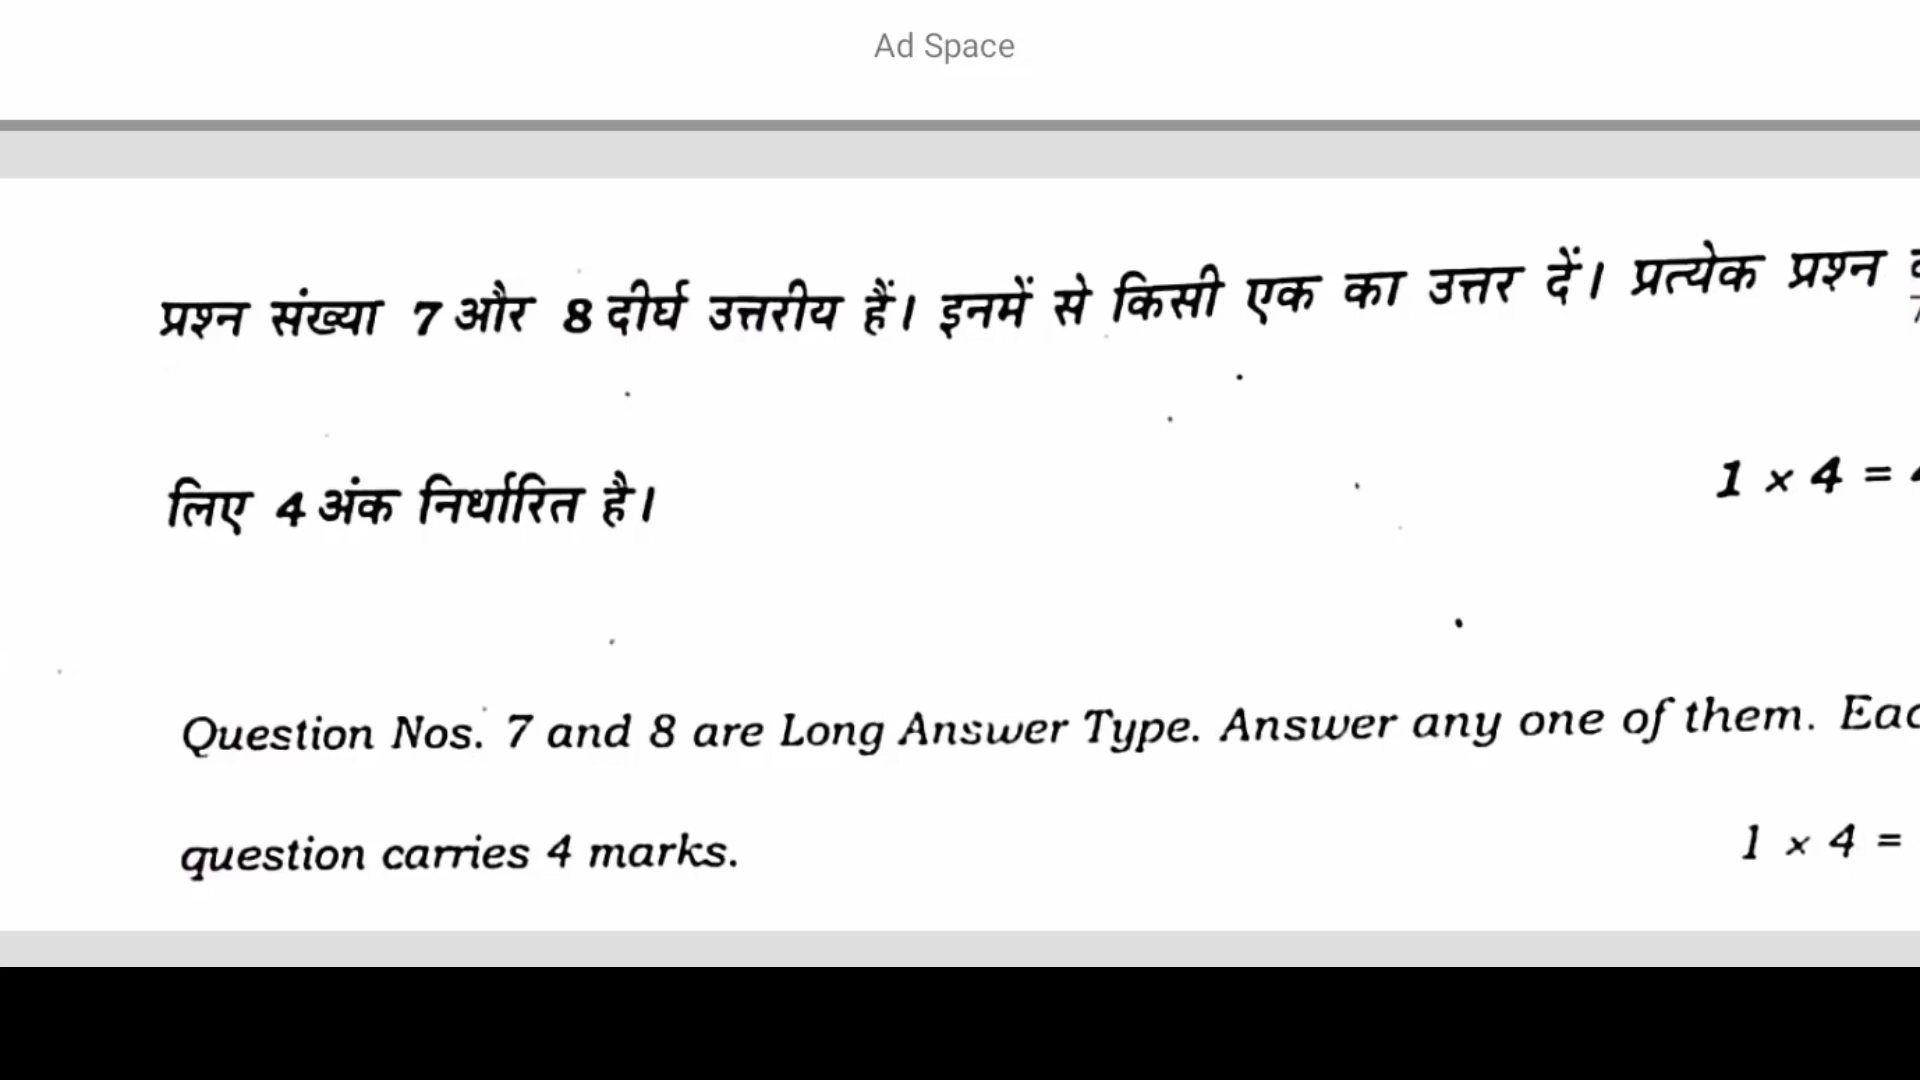 Ad Space
प्रश्न संख्या 7 और 8 दीर्घ उत्तरीय हैं। इनमें से किसी एक का उत्तर दें। प्रत्येक प्रश्न
लिए 4 अंक निर्धारित है।
1 × 4 =
Question Nos. 7 and 8 are Long Answer Type. Answer any one of them.
question carries 4 marks.
1 × 4 =